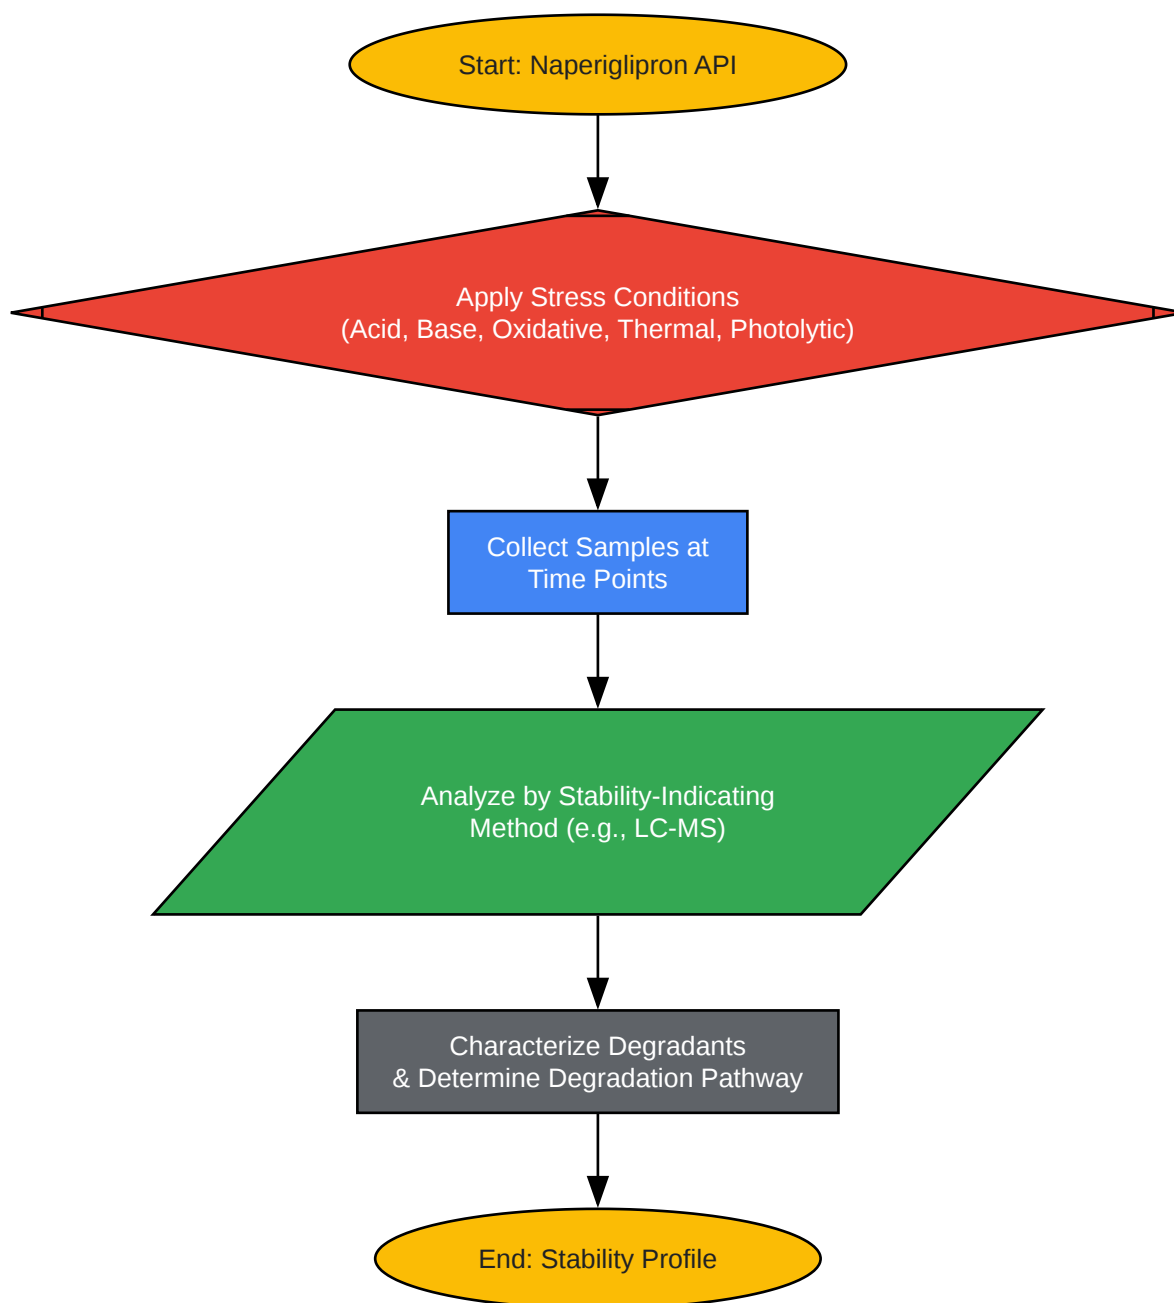 Start: Naperiglipron API
Apply Stress Conditions
(Acid, Base, Oxidative, Thermal, Photolytic)
Collect Samples at
Time Points
Analyze by Stability-Indicating
Method (e.g., LC-MS)
Characterize Degradants
& Determine Degradation Pathway
End: Stability Profile